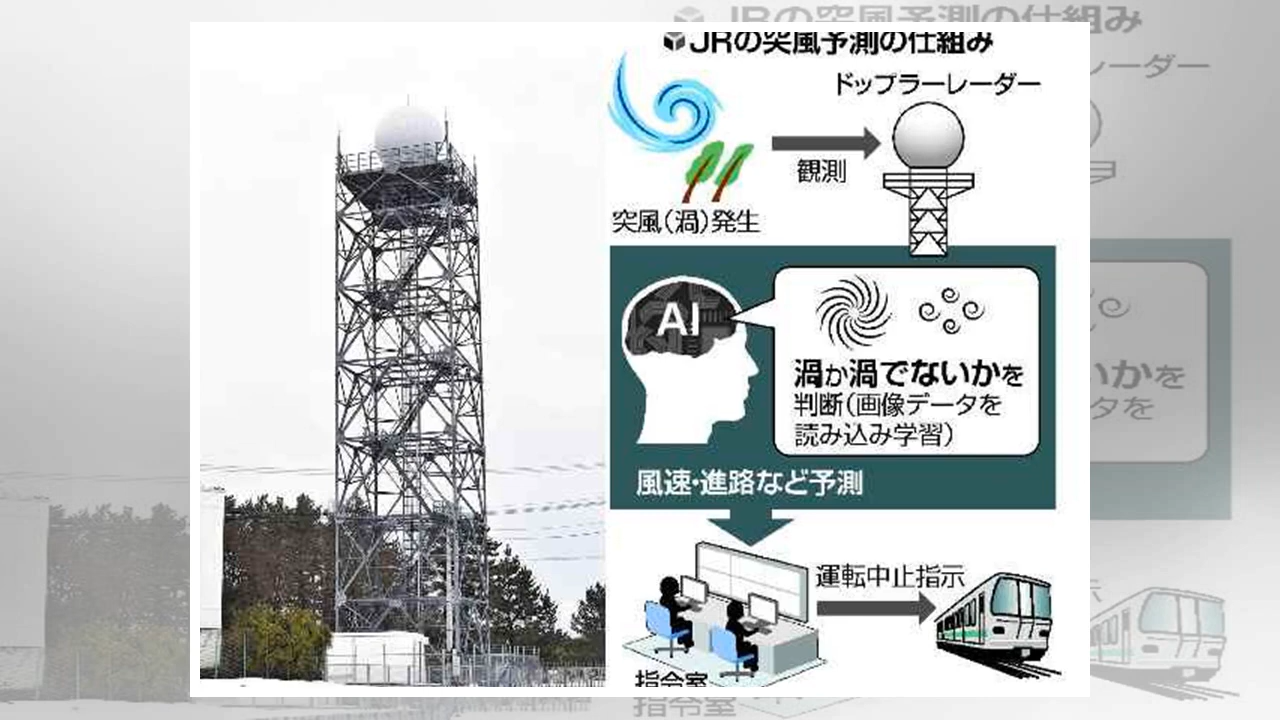 JRの突風予測の仕組み
ドップラーレーダー
観測
突風(渦)発生
AI
渦か渦でないかを
判断(画像データを
読み込み学習)
風速・進路など予測
運転中止指示
指令室